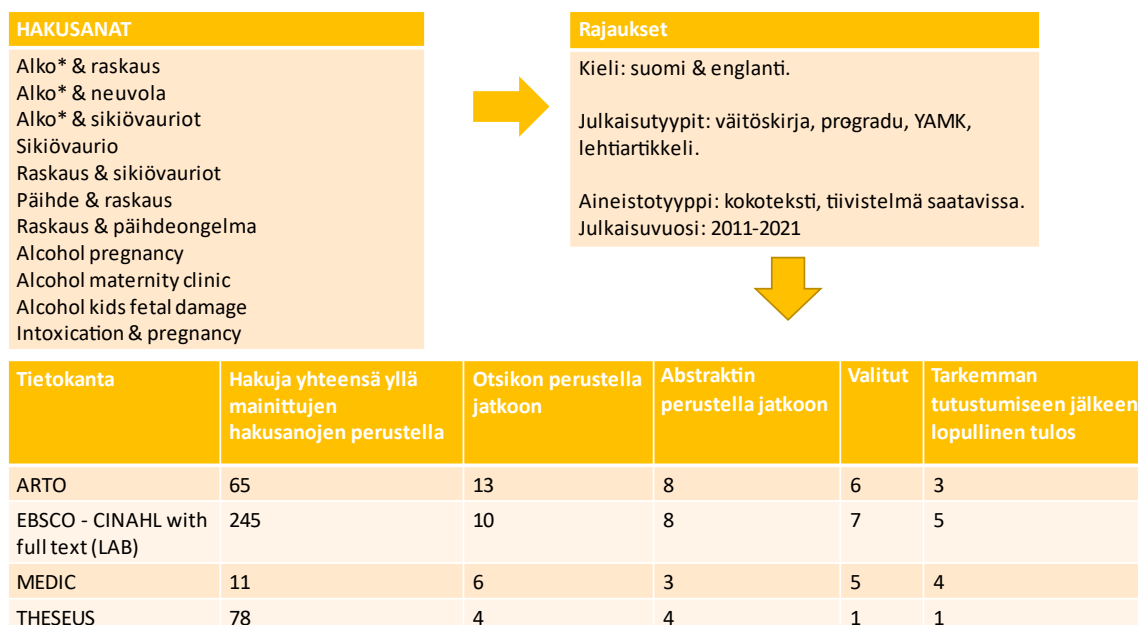 HAKUSANAT
Alko* & raskaus
Alko* & neuvola
Alko* & sikiövauriot
Sikiövaurio
Raskaus & sikiövauriot
Päihde & raskaus
Raskaus & päihdeongelma
Alcohol pregnancy
Alcohol maternity clinic
Alcohol kids fetal damage
Intoxication & pregnancy
Rajaukset
Kieli: suomi & englanti.
Julkaisutyypit: väitöskirja, progradu, YAMK,
lehtiartikkeli.
Aineistotyyppi: kokoteksti, tiivistelmä saatavissa.
Julkaisuvuosi: 2011-2021
Tietokanta
Hakuja yhteensä yllä
mainittujen
hakusanojen perustella
Otsikon perustella
jatkoon
Abstraktin
perustella jatkoon
Valitut
Tarkemman
tutustumiseen jälkeen
lopullinen tulos
ARTO 65 13 8 6 3
EBSCO - CINAHL with 245 10 8 7 5
full text (LAB)
MEDIC 11 6 3 5 4
THESEUS 78 4 4 1 1